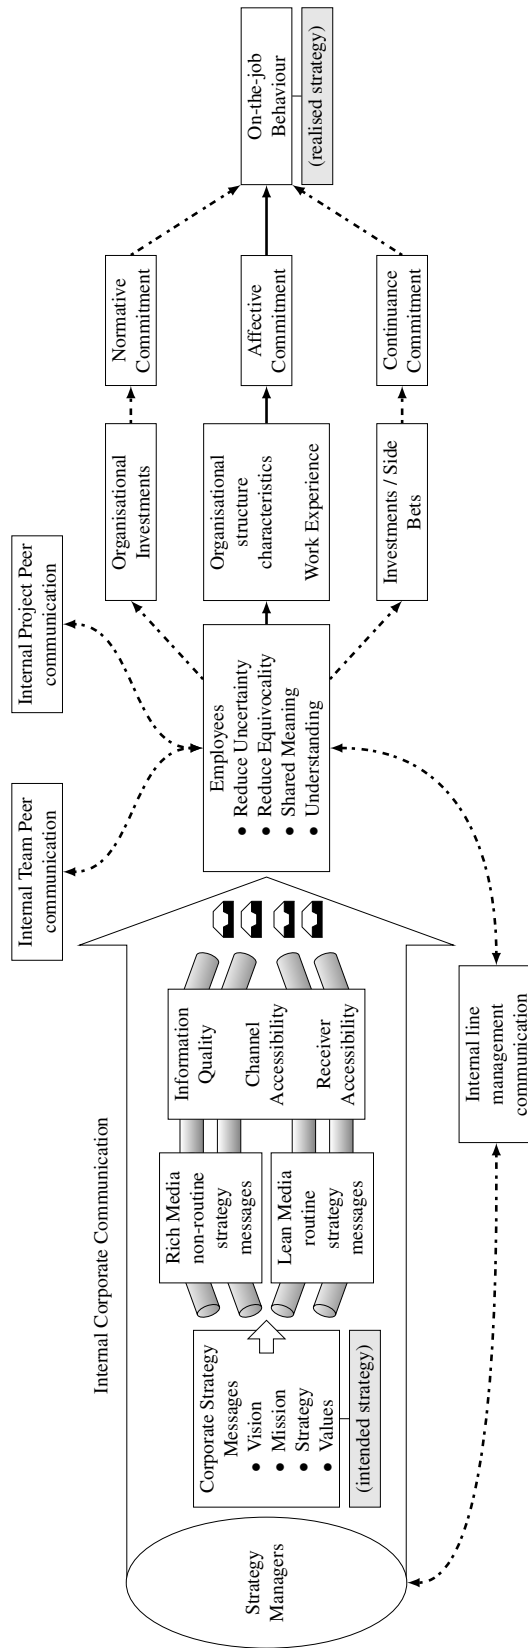 Internal Corporate Communication
Strategy
Managers
Corporate Strategy
Messages
• Vision
• Mission
• Strategy
• Values
(intended strategy)
Rich Media
non-routine
strategy
messages
Lean Media
routine
strategy
messages
Information
Quality
Channel
Accessibility
Receiver
Accessibility
Internal Team Peer
communication
Internal Project Peer
communication
Internal line
management
communication
Employees
• Reduce Uncertainty
• Reduce Equivocality
• Shared Meaning
• Understanding
Organisational
Investments
Organisational
structure
characteristics
Work Experience
Investments / Side
Bets
Normative
Commitment
Affective
Commitment
Continuance
Commitment
On-the-job
Behaviour
(realised strategy)